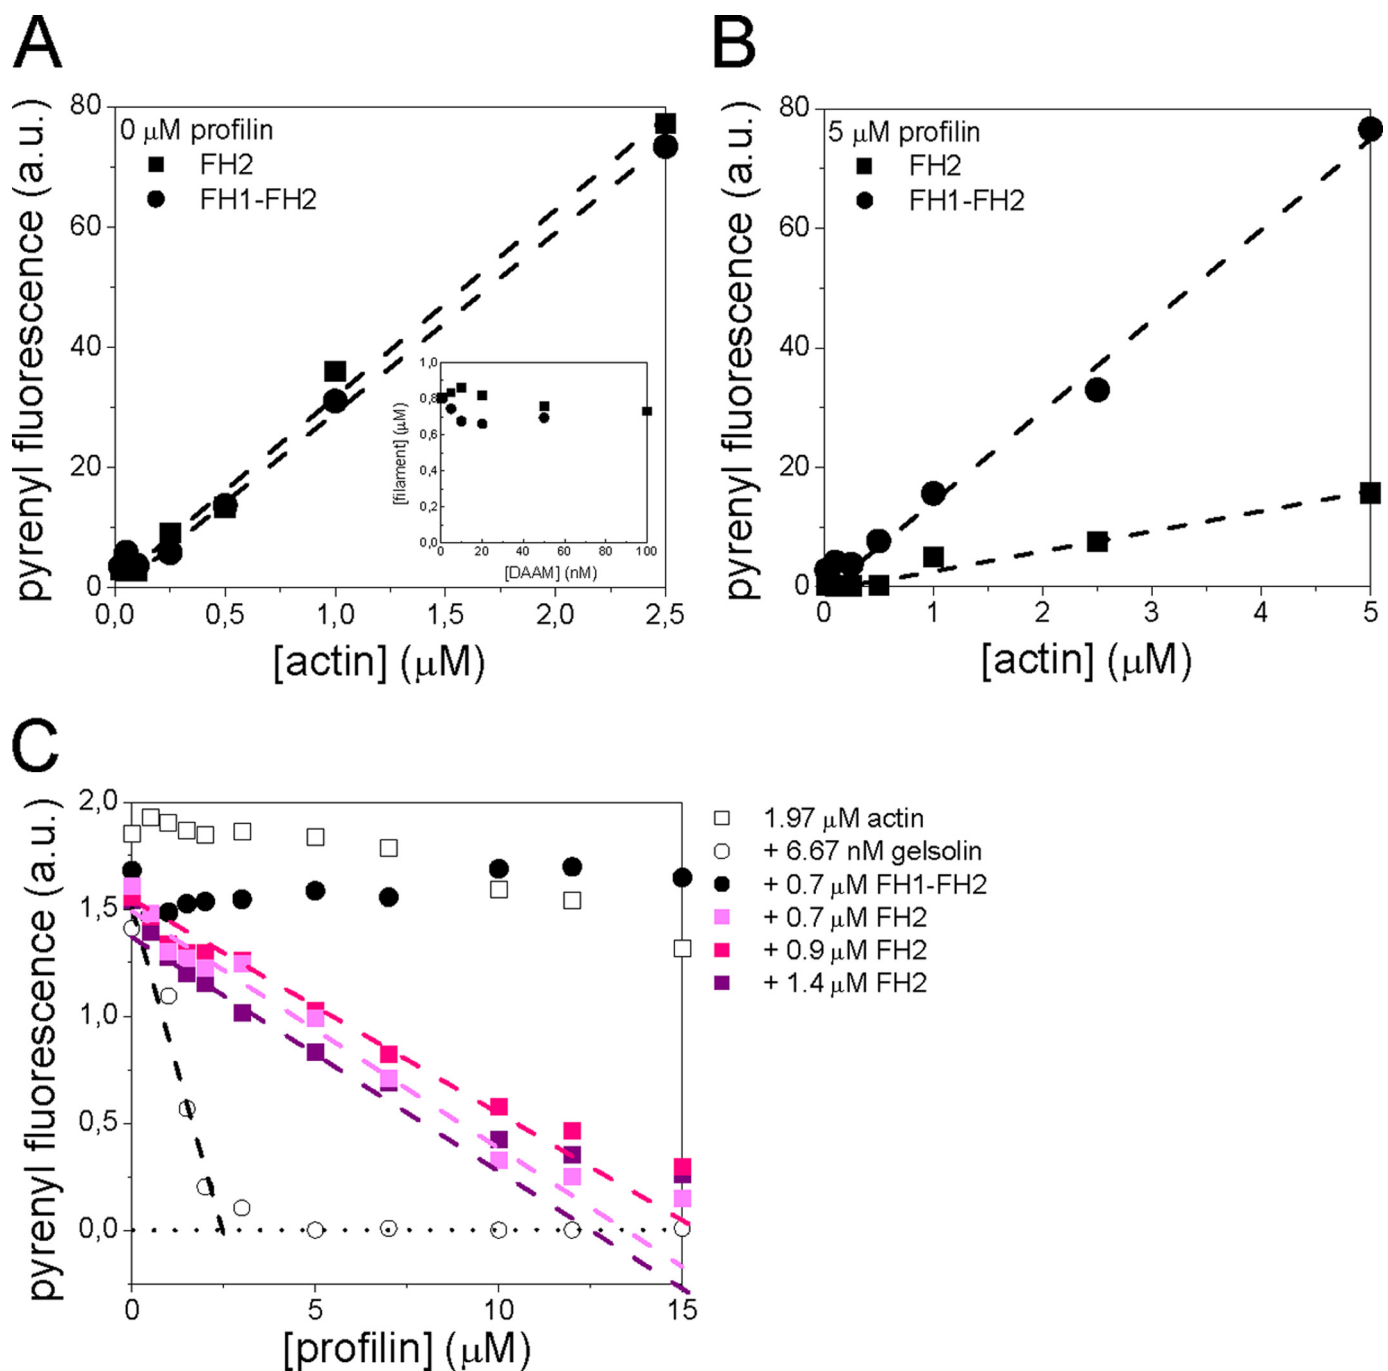 A
pyrenyl fluorescence (a.u.)
80
60
40
20
0
0 μM profilin
FH2
FH1-FH2
[filament] (μM)
1,0
0,8
0,6
0,4
0,2
0,0
0 20 40 60 80 100
[DAAM] (nM)
0,0 0,5 1,0 1,5 2,0 2,5
[actin] (μM)
B
pyrenyl fluorescence (a.u.)
80
60
40
20
0
5 μM profilin
FH2
FH1-FH2
0 1 2 3 4 5
[actin] (μM)
C
pyrenyl fluorescence (a.u.)
2,0
1,5
1,0
0,5
0,0
0 5 10 15
[profilin] (μM)
1.97 μM actin
+ 6.67 nM gelsolin
+ 0.7 μM FH1-FH2
+ 0.7 μM FH2
+ 0.9 μM FH2
+ 1.4 μM FH2